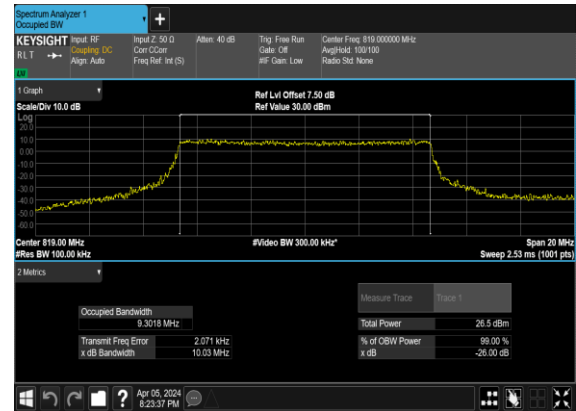 Spectrum Analyzer 1
Occupied BW
+
KEYSIGHT Input: RF Input Z: 50 Ω Atten: 40 dB Trig: Free Run Center Freq: 819.000000 MHz
RLT Coupling: DC Corr CCorr Gate: Off Avg|Hold: 100/100
Align: Auto Freq Ref: Int (S) #IF Gain: Low Radio Std: None
1 Graph Ref Lvl Offset 7.50 dB
Scale/Div 10.0 dB Ref Value 30.00 dBm
Log
20.0
10.0
0.00
-10.0
-20.0
-30.0
-40.0
-50.0
-60.0
Center 819.00 MHz #Video BW 300.00 kHz* Span 20 MHz
#Res BW 100.00 kHz Sweep 2.53 ms (1001 pts)
2 Metrics
Measure Trace Trace 1
Occupied Bandwidth
9.3018 MHz Total Power 26.5 dBm
Transmit Freq Error 2.071 kHz % of OBW Power 99.00 %
x dB Bandwidth 10.03 MHz x dB -26.00 dB
? Apr 05, 2024
8:23:37 PM